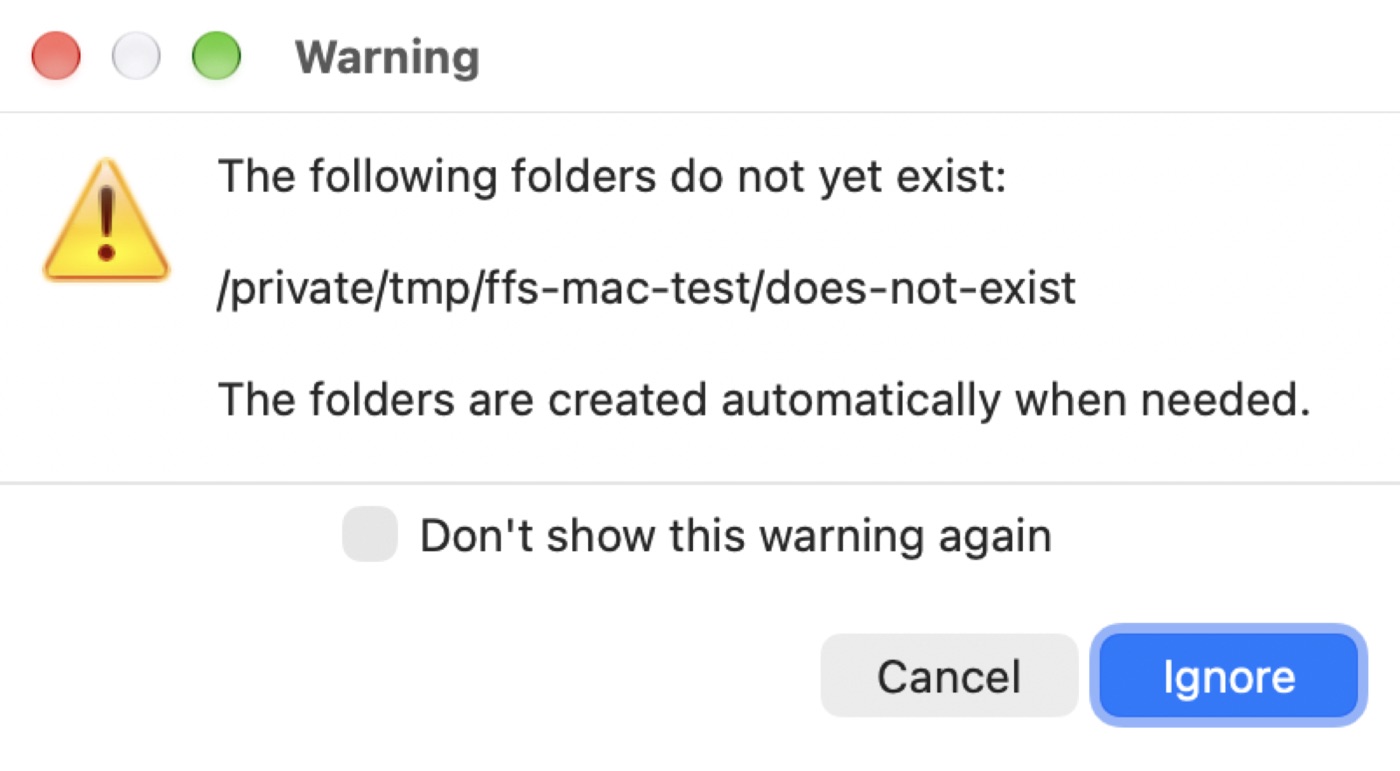 Warning
The following folders do not yet exist:
/private/tmp/ffs-mac-test/does-not-exist
The folders are created automatically when needed.
Don't show this warning again
Cancel Ignore